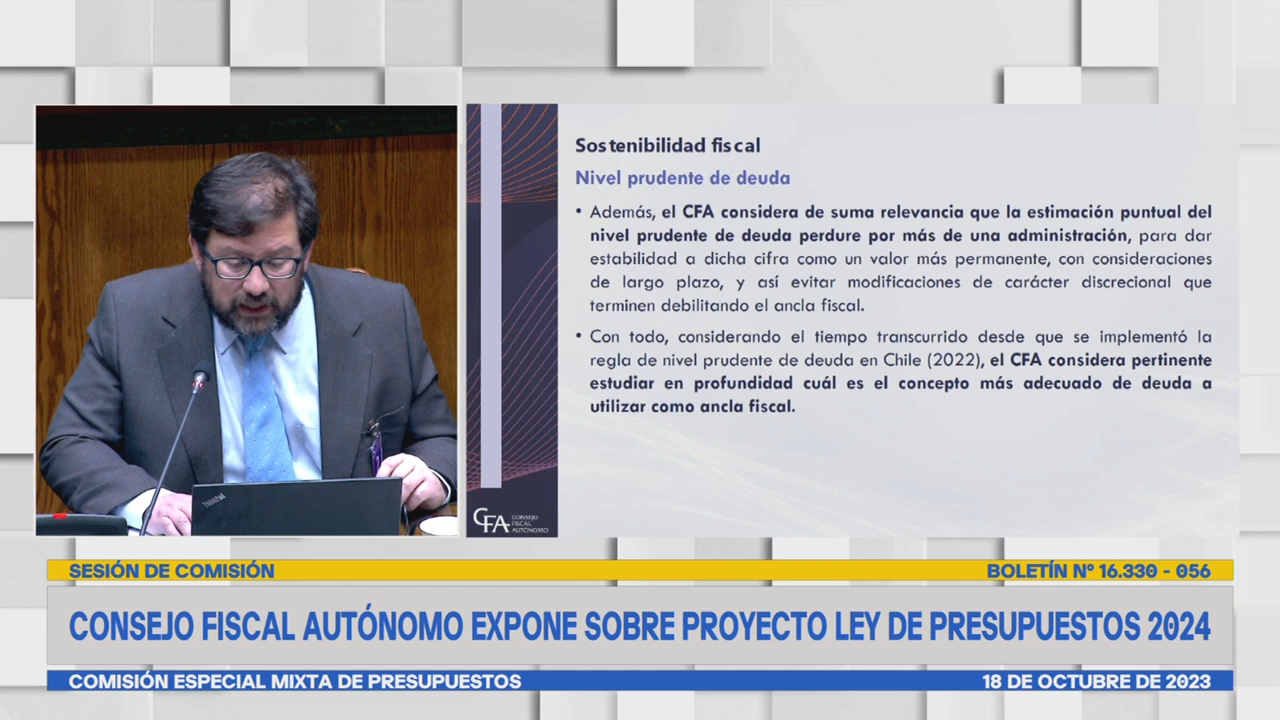 Sostenibilidad fiscal
Nivel prudente de deuda
• Además, el CFA considera de suma relevancia que la estimación puntual del
nivel prudente de deuda perdure por más de una administración, para dar
estabilidad a dicha cifra como un valor más permanente, con consideraciones
de largo plazo, y así evitar modificaciones de carácter discrecional que
terminen debilitando el ancla fiscal.
• Con todo, considerando el tiempo transcurrido desde que se implementó la
regla de nivel prudente de deuda en Chile (2022), el CFA considera pertinente
estudiar en profundidad cuál es el concepto más adecuado de deuda a
utilizar como ancla fiscal.
ThinkPad
CFA CONSEJO
FISCAL
AUTÓNOMO
SESIÓN DE COMISIÓN
BOLETÍN N° 16.330 - 056
CONSEJO FISCAL AUTÓNOMO EXPONE SOBRE PROYECTO LEY DE PRESUPUESTOS 2024
COMISIÓN ESPECIAL MIXTA DE PRESUPUESTOS
18 DE OCTUBRE DE 2023